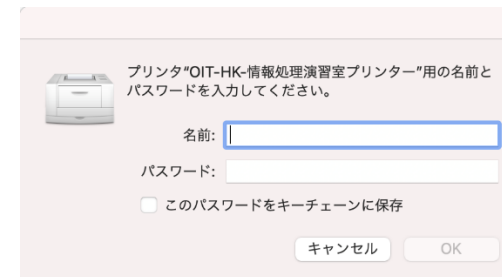 プリンタ“OIT-HK-情報処理演習室プリンター”用の名前と
パスワードを入力してください。
名前:
パスワード:
このパスワードをキーチェーンに保存
キャンセル
OK